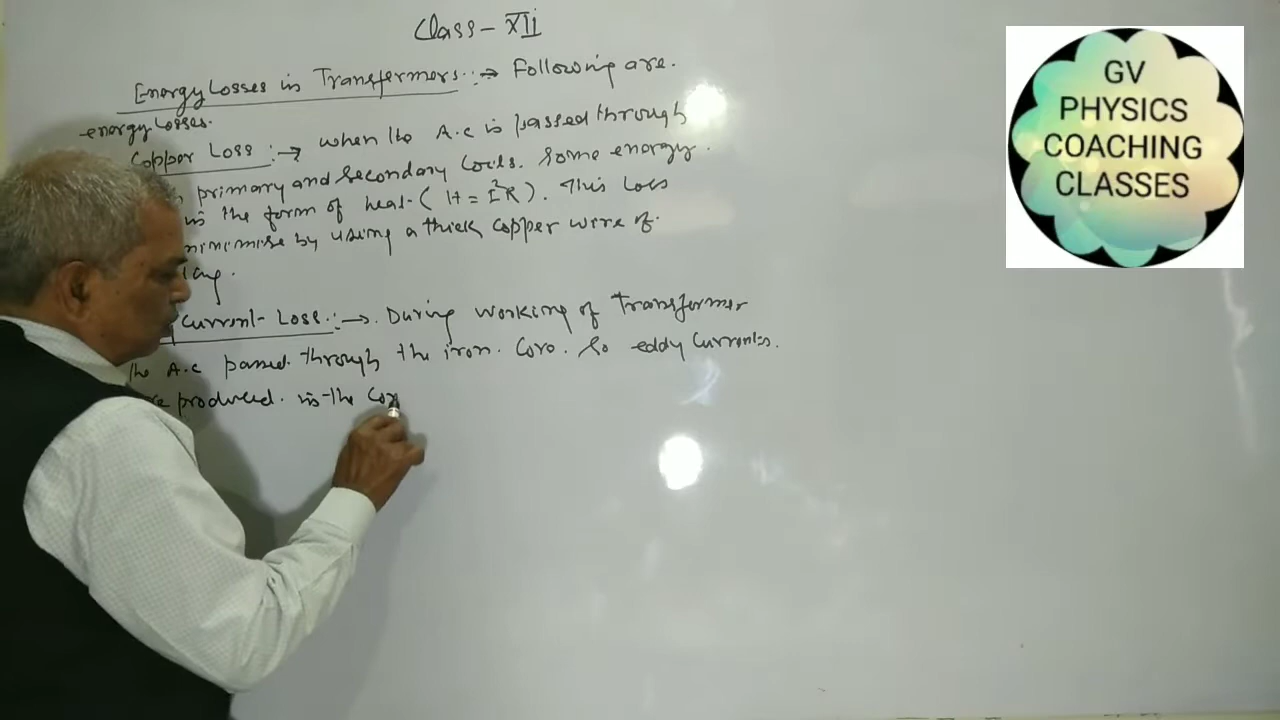 Class - XII
Energy Losses in Transformers :→ Following are.
energy Losses.
Copper Loss :→ when the A.C is passed through
primary and secondary Coils. Some energy.
is the form of heat (H = I²R). This Loss
minimise by using a thick copper wire of.
Current Loss :→. During working of Transformer
the A.C passed through the iron. Core. So eddy Currents.
are produced. in the Cor
GV
PHYSICS
COACHING
CLASSES